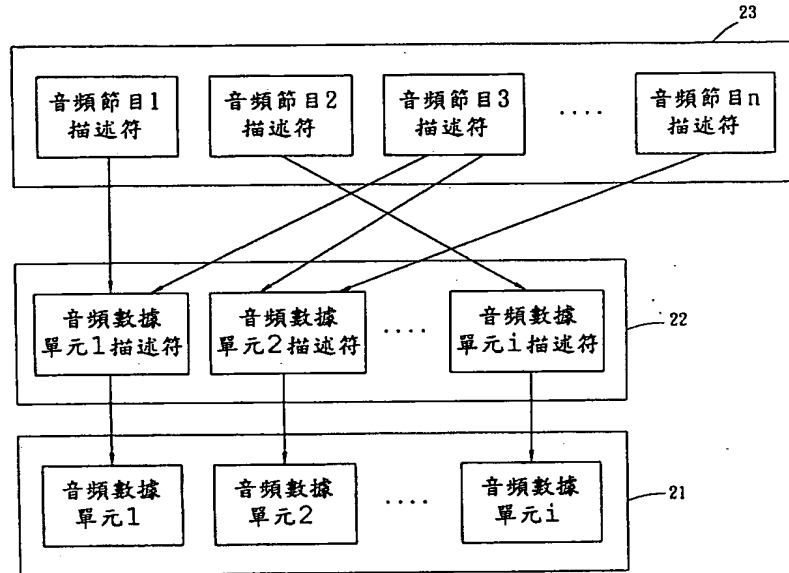 23
音頻節目1
描述符
音頻節目2
描述符
音頻節目3
描述符
....
音頻節目n
描述符
音頻數據
單元1描述符
音頻數據
單元2描述符
....
音頻數據
單元i描述符
22
音頻數據
單元1
音頻數據
單元2
....
音頻數據
單元i
21